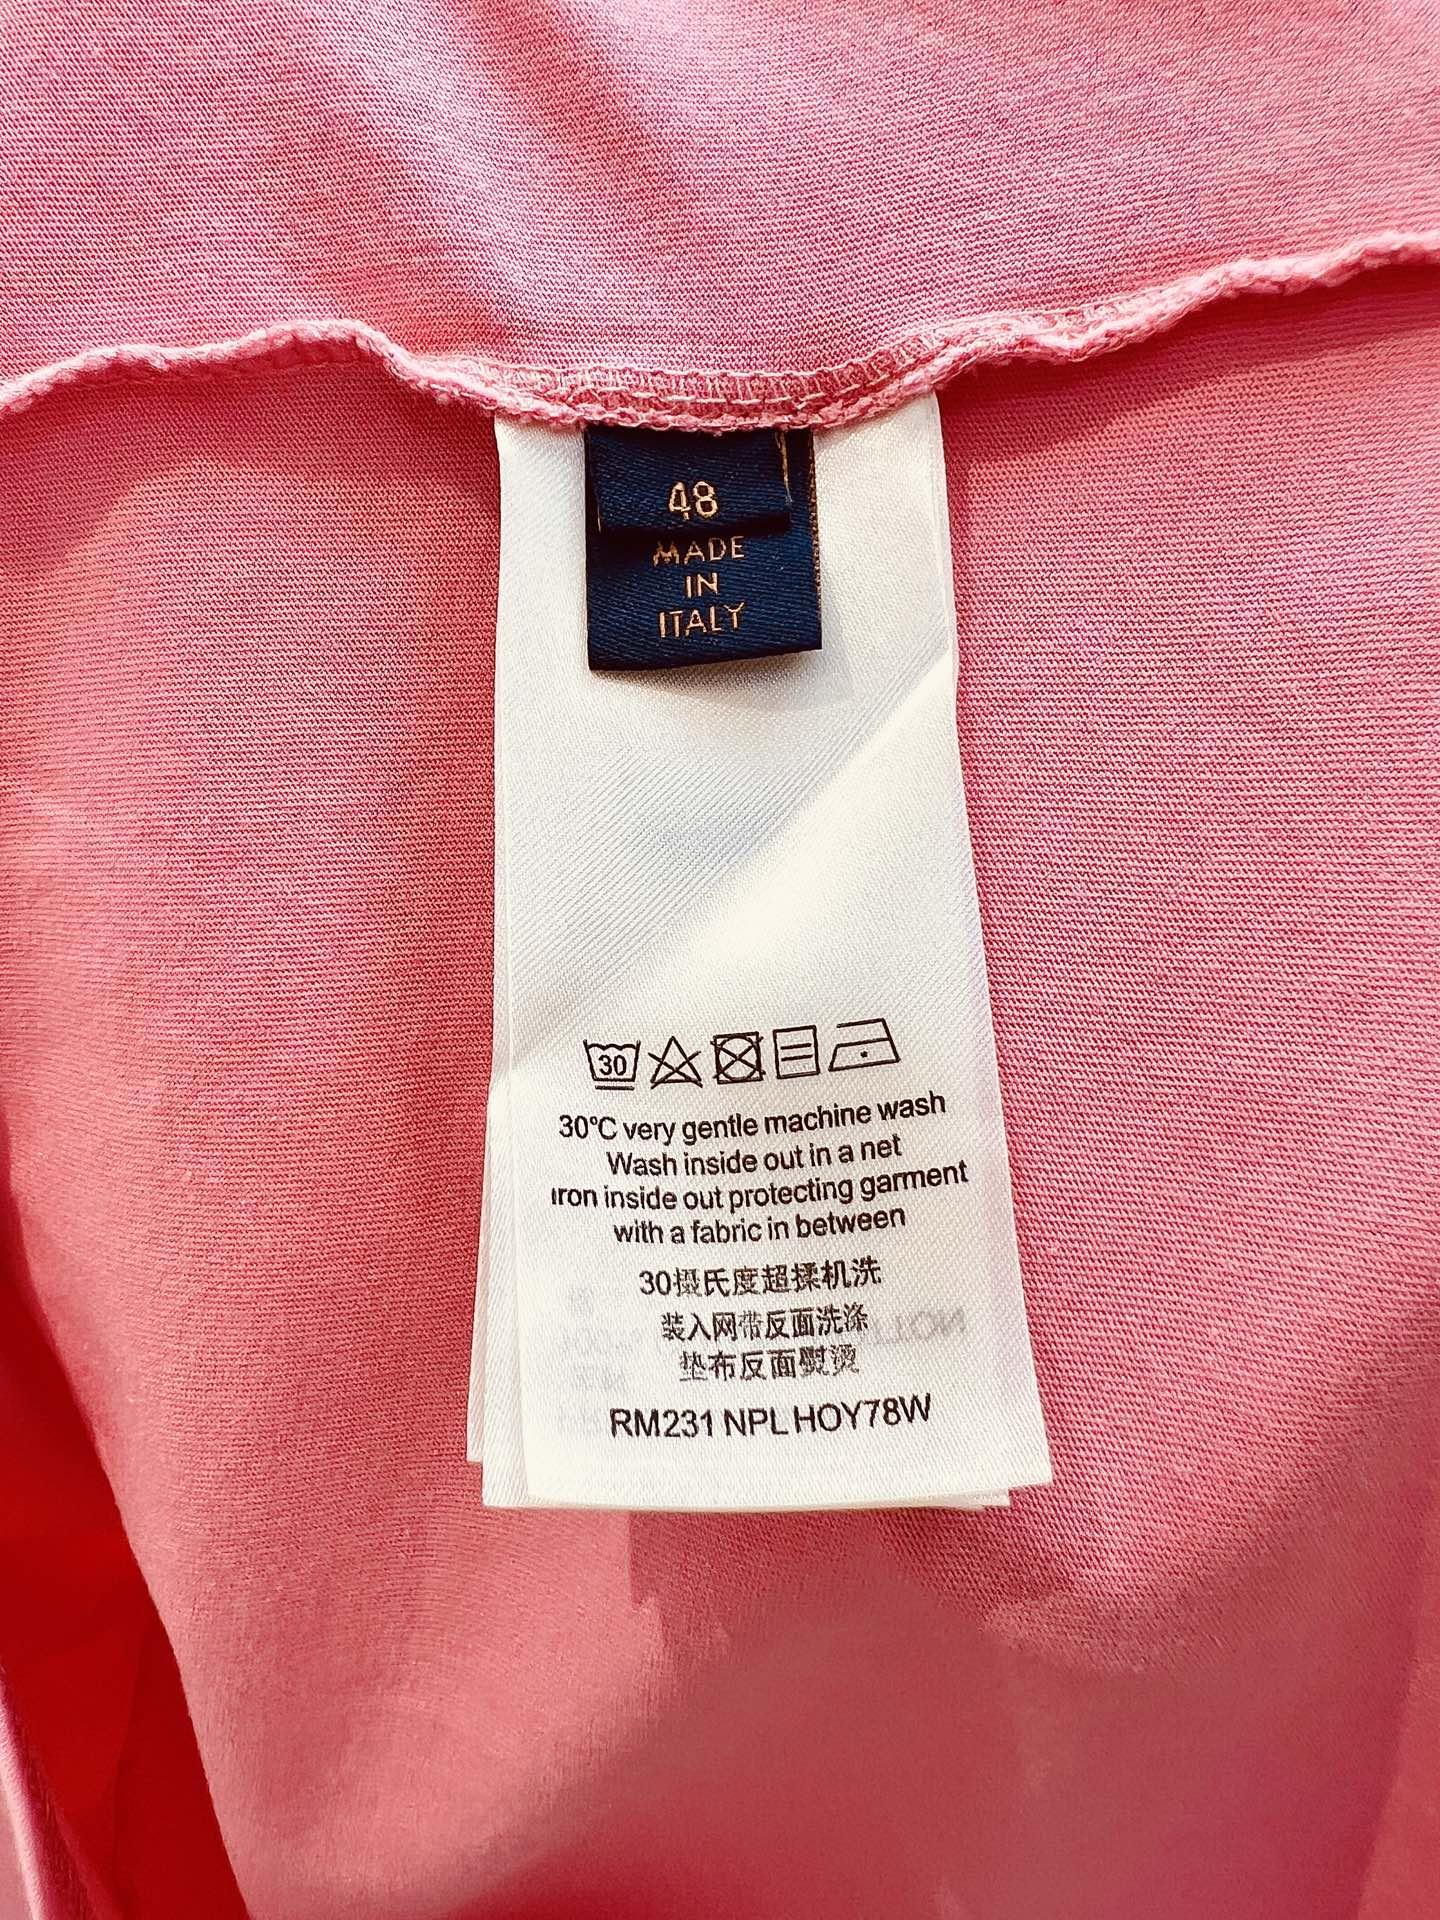 48
MADE
IN
ITALY
30
30°C very gentle machine wash
Wash inside out in a net
Iron inside out protecting garment
with a fabric in between
30摄氏度超揉机洗
装入网带反面洗涤
垫布反面熨烫
RM231 NPL HOY78W